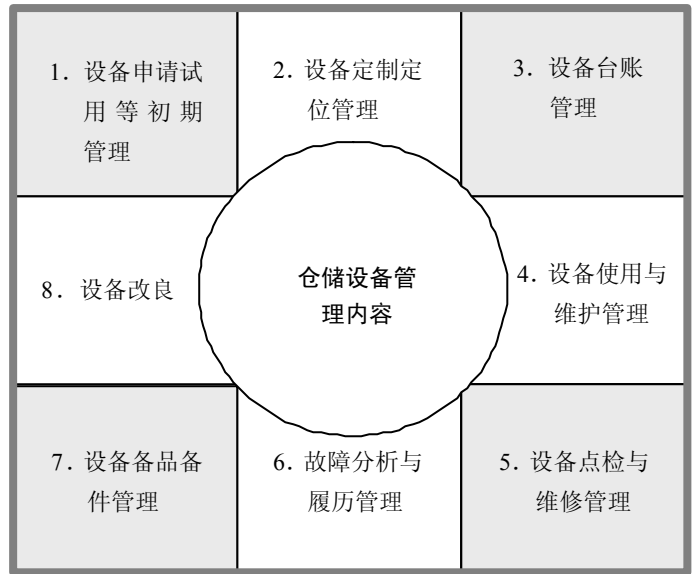 1. 设备申请试
用等初期
管理
2. 设备定制定
位管理
3. 设备台账
管理
8. 设备改良
仓储设备管
理内容
4. 设备使用与
维护管理
7. 设备备品备
件管理
6. 故障分析与
履历管理
5. 设备点检与
维修管理